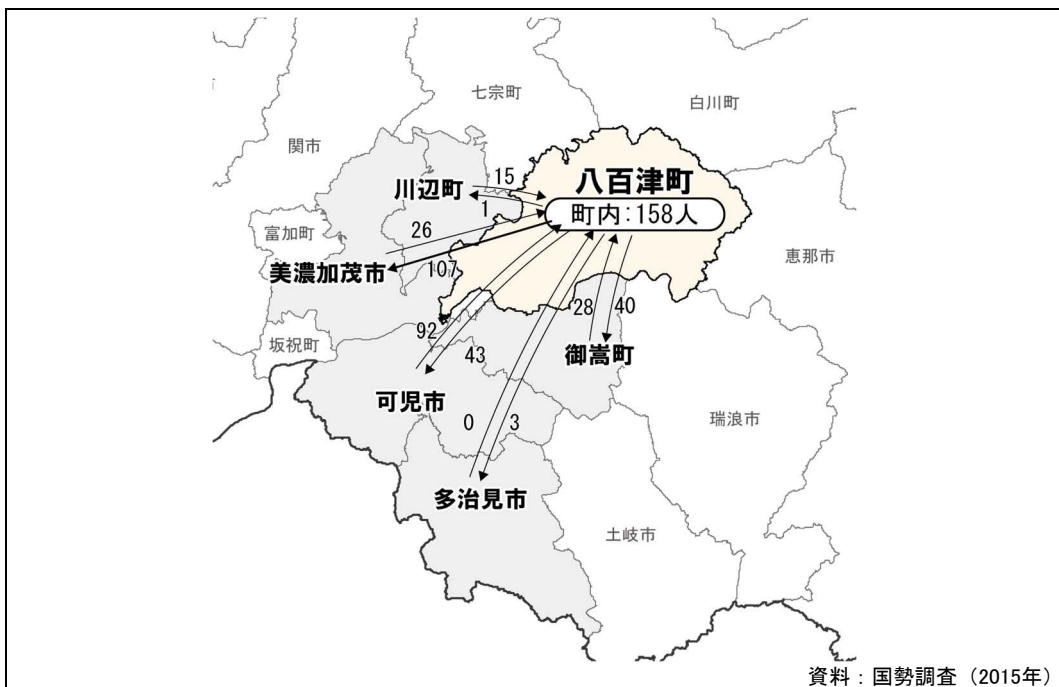 七宗町
白川町
関市
川辺町
15
八百津町
1
町内:158人
富加町
26
恵那市
美濃加茂市
107
92
28
40
坂祝町
43
御嵩町
可児市
0
3
瑞浪市
多治見市
土岐市
資料:国勢調査(2015年)